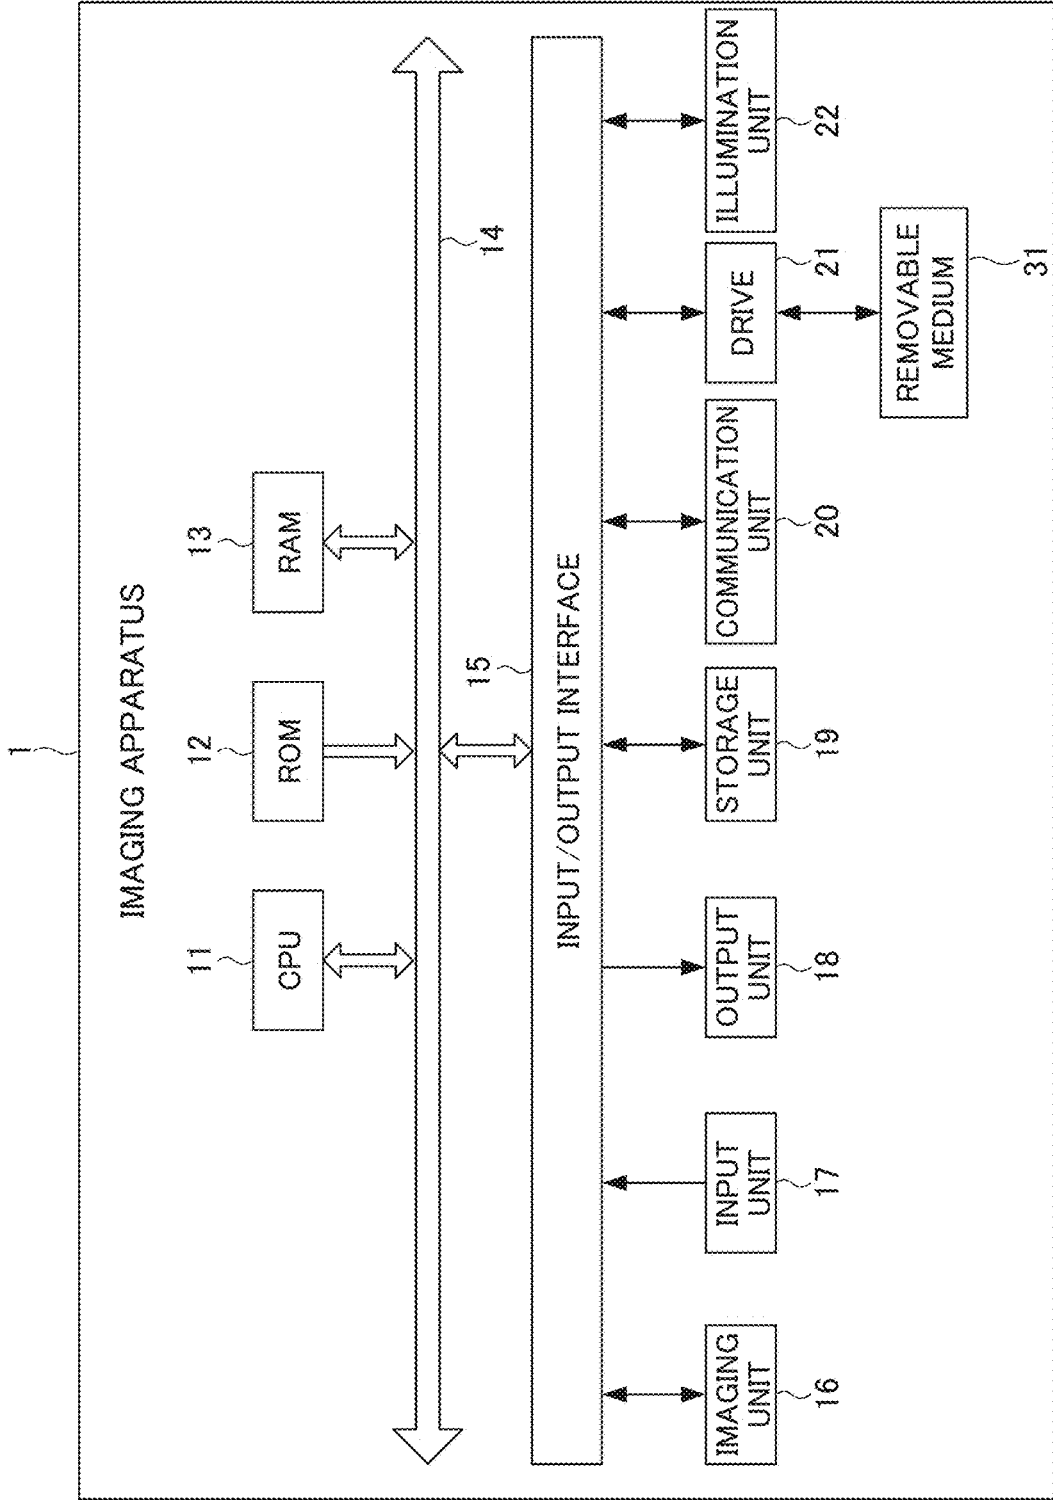 1
IMAGING APPARATUS
11
CPU
12
ROM
13
RAM
14
15
INPUT/OUTPUT INTERFACE
IMAGING
UNIT
16
INPUT
UNIT
17
OUTPUT
UNIT
18
STORAGE
UNIT
19
COMMUNICATION
UNIT
20
DRIVE
21
ILLUMINATION
UNIT
22
REMOVABLE
MEDIUM
31